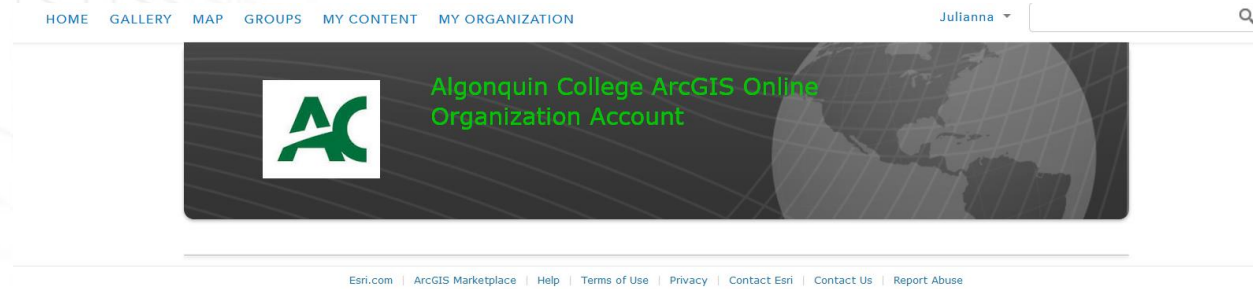 HOME GALLERY MAP GROUPS MY CONTENT MY ORGANIZATION Julianna
AC
Algonquin College ArcGIS Online
Organization Account
Esri.com | ArcGIS Marketplace | Help | Terms of Use | Privacy | Contact Esri | Contact Us | Report Abuse